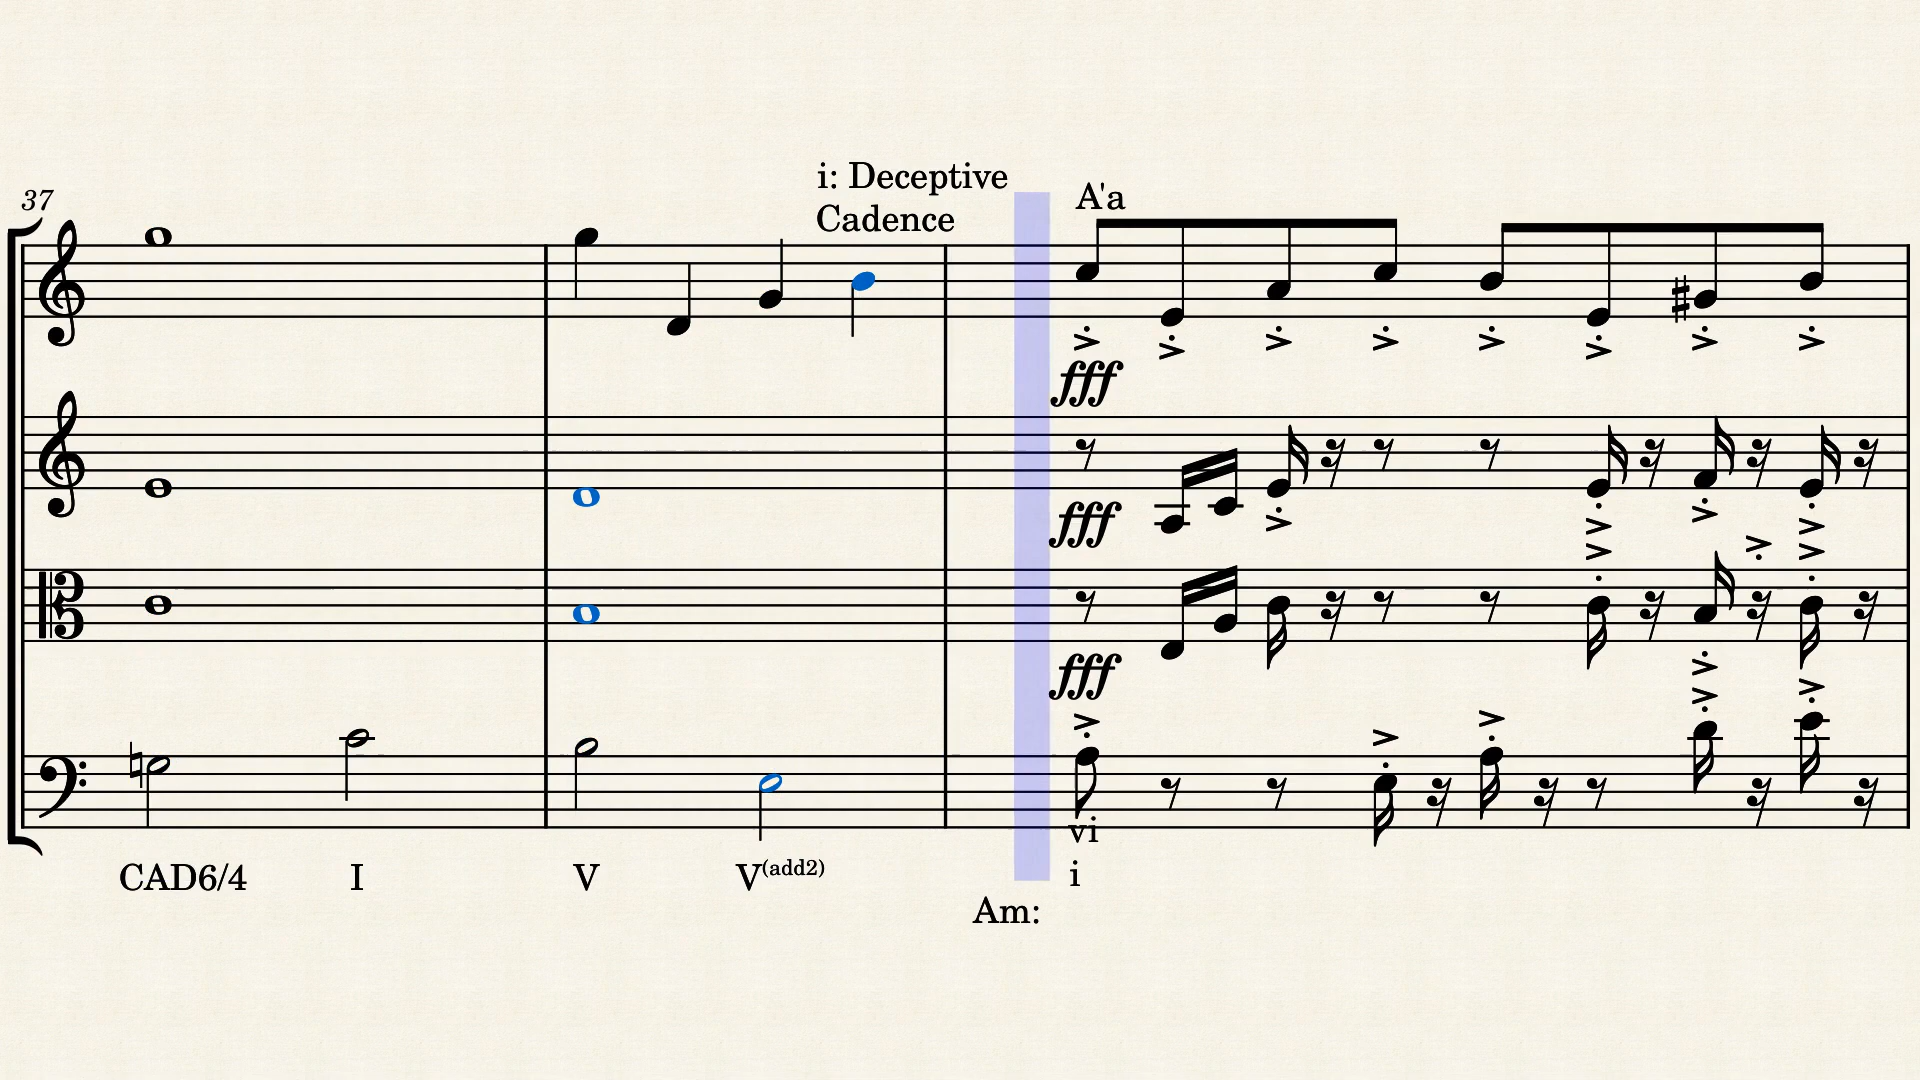 37
i: Deceptive
Cadence
A'a
fff
fff
fff
vi
CAD6/4 I V V(add2) i
Am: